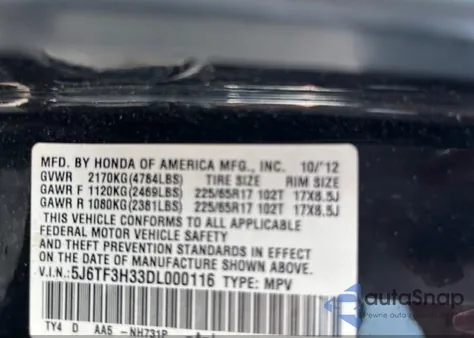 MFD. BY HONDA OF AMERICA MFG., INC. 10/'12
GVWR 2170KG(4784LBS) TIRE SIZE RIM SIZE
GAWR F 1120KG(2469LBS) 225/65R17 102T 17X6.5J
GAWR R 1080KG(2381LBS) 225/65R17 102T 17X6.5J
THIS VEHICLE CONFORMS TO ALL APPLICABLE
FEDERAL MOTOR VEHICLE SAFETY
AND THEFT PREVENTION STANDARDS IN EFFECT
ON THE DATE OF MANUFACTURE SHOWN ABOVE.
V.I.N.: 5J6TF3H33DL000116 TYPE: MPV
TY4 D AA5 -NH731P
autoSnap